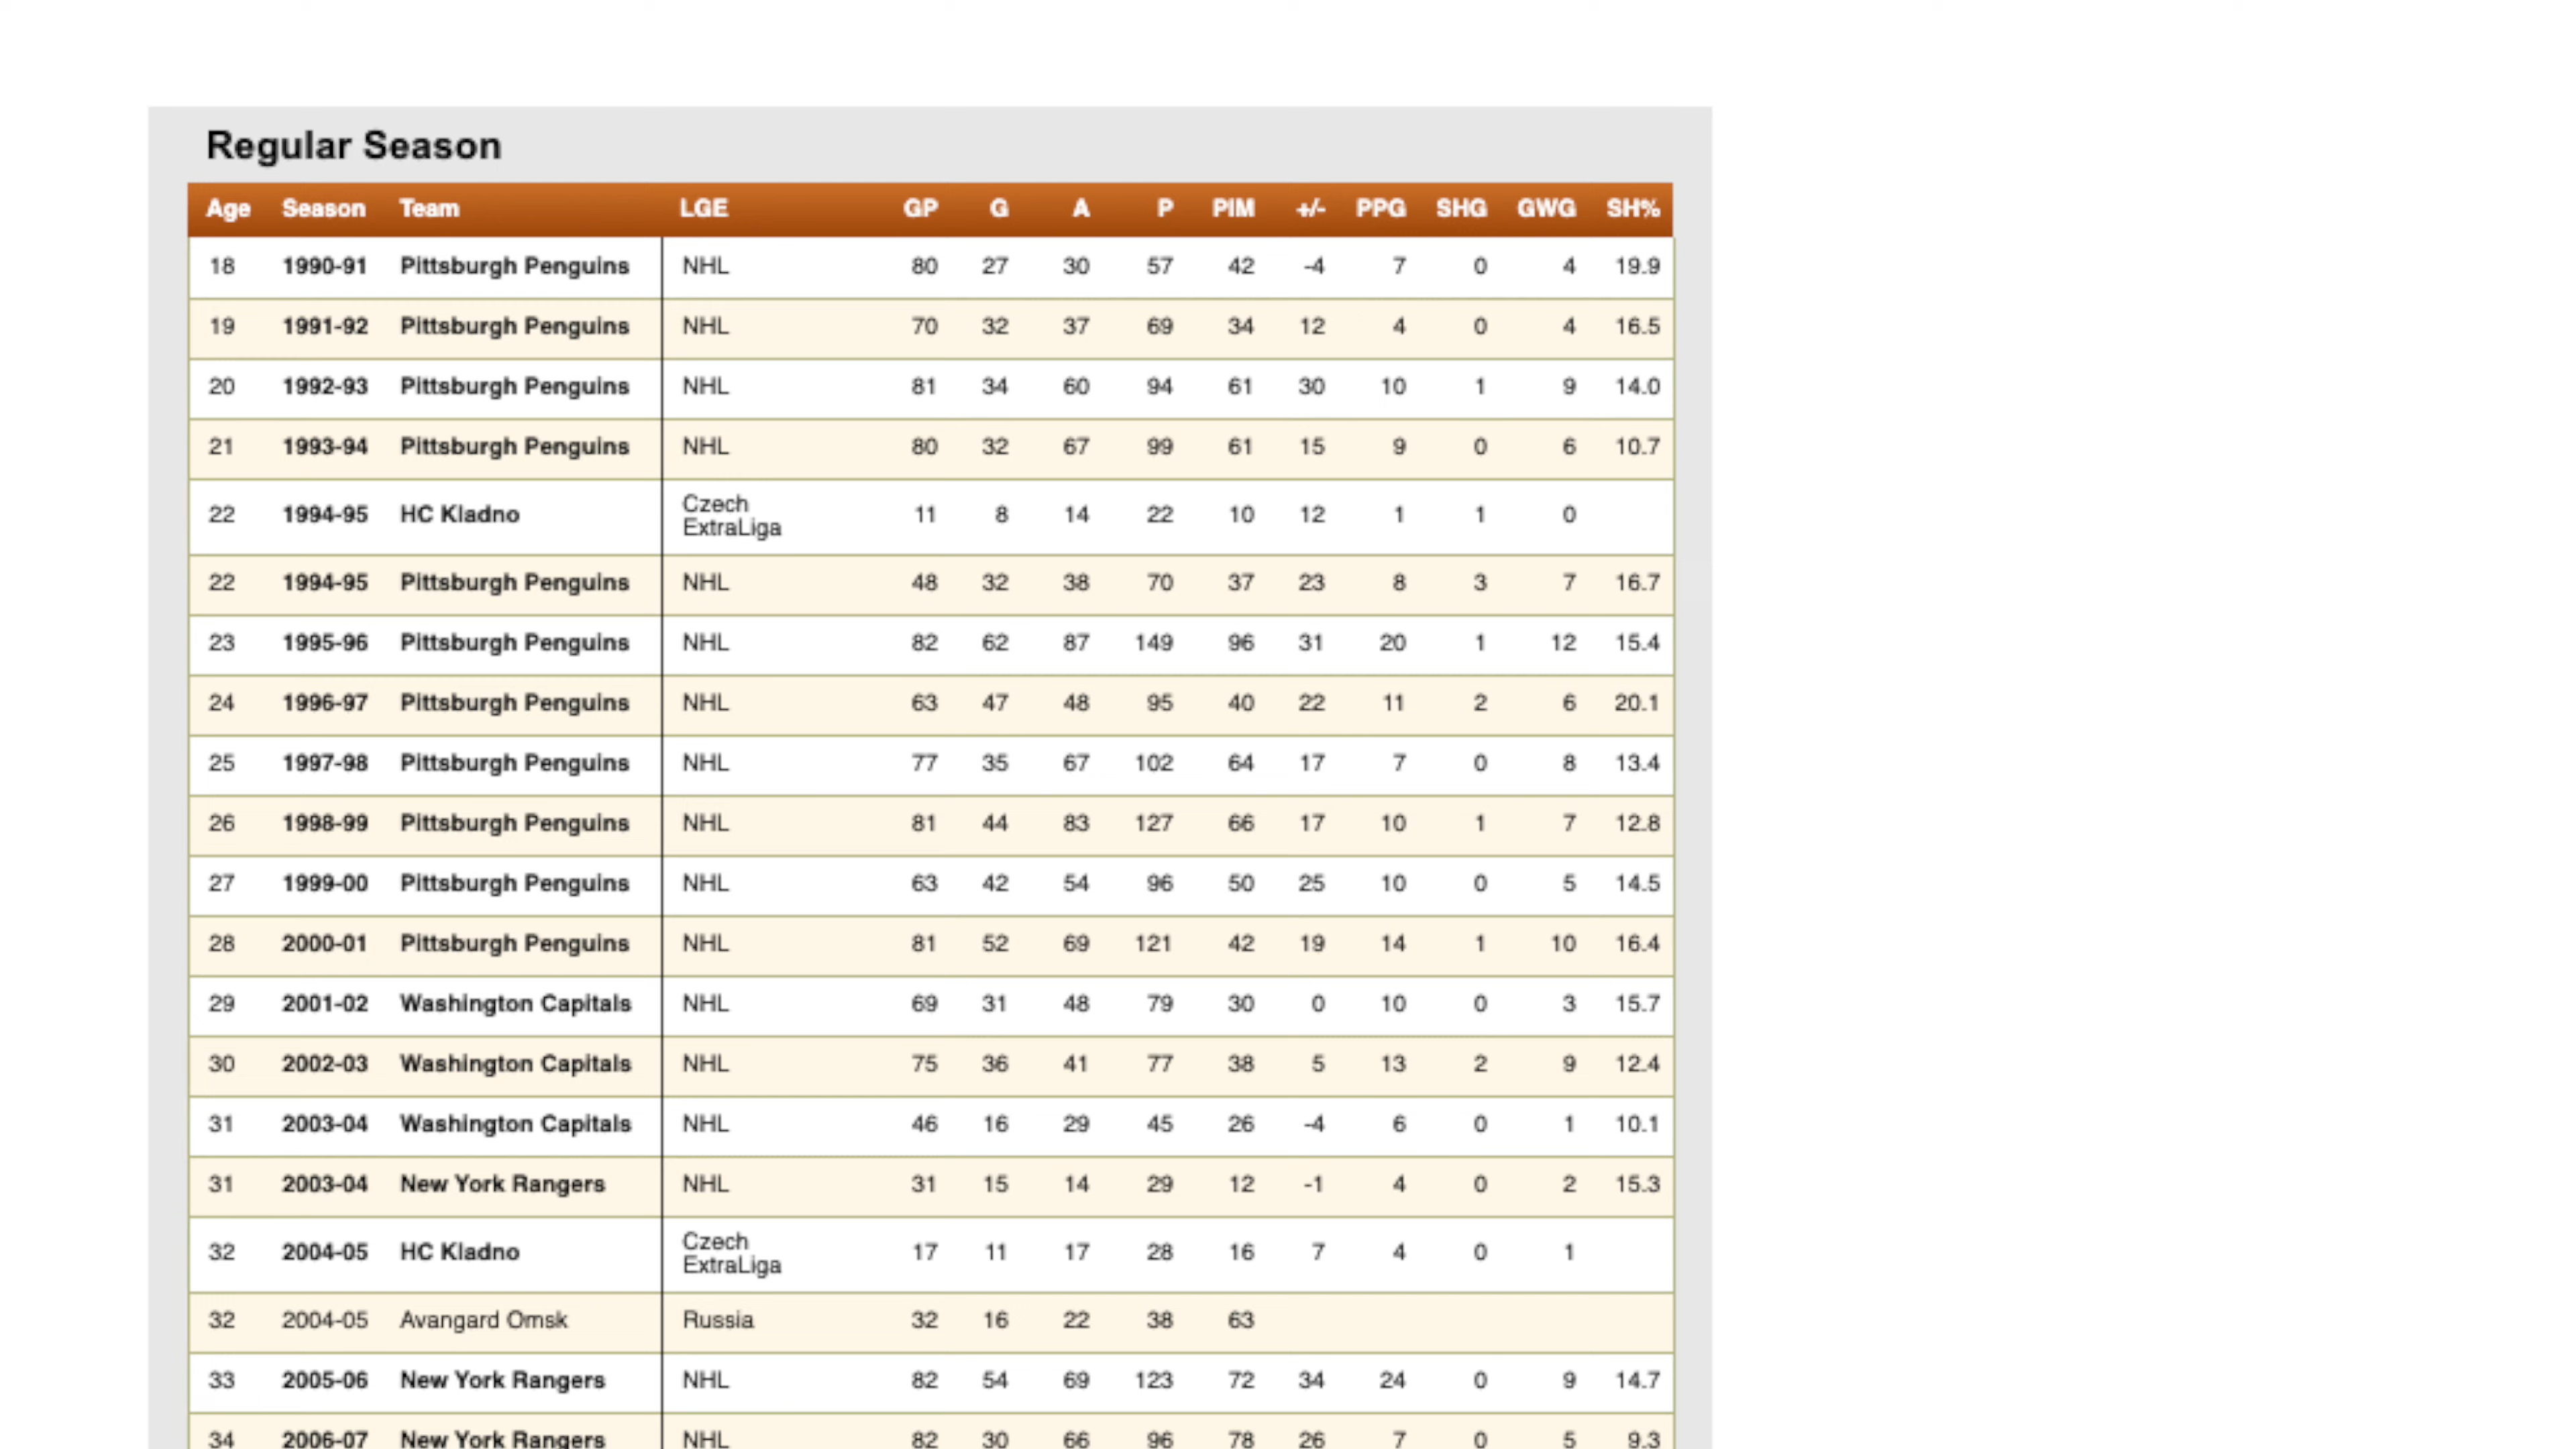 Regular Season
Age Season Team LGE GP G A P PIM +/- PPG SHG GWG SH%
18 1990-91 Pittsburgh Penguins NHL 80 27 30 57 42 -4 7 0 4 19.9
19 1991-92 Pittsburgh Penguins NHL 70 32 37 69 34 12 4 0 4 16.5
20 1992-93 Pittsburgh Penguins NHL 81 34 60 94 61 30 10 1 9 14.0
21 1993-94 Pittsburgh Penguins NHL 80 32 67 99 61 15 9 0 6 10.7
22 1994-95 HC Kladno Czech ExtraLiga 11 8 14 22 10 12 1 1 0
22 1994-95 Pittsburgh Penguins NHL 48 32 38 70 37 23 8 3 7 16.7
23 1995-96 Pittsburgh Penguins NHL 82 62 87 149 96 31 20 1 12 15.4
24 1996-97 Pittsburgh Penguins NHL 63 47 48 95 40 22 11 2 6 20.1
25 1997-98 Pittsburgh Penguins NHL 77 35 67 102 64 17 7 0 8 13.4
26 1998-99 Pittsburgh Penguins NHL 81 44 83 127 66 17 10 1 7 12.8
27 1999-00 Pittsburgh Penguins NHL 63 42 54 96 50 25 10 0 5 14.5
28 2000-01 Pittsburgh Penguins NHL 81 52 69 121 42 19 14 1 10 16.4
29 2001-02 Washington Capitals NHL 69 31 48 79 30 0 10 0 3 15.7
30 2002-03 Washington Capitals NHL 75 36 41 77 38 5 13 2 9 12.4
31 2003-04 Washington Capitals NHL 46 16 29 45 26 -4 6 0 1 10.1
31 2003-04 New York Rangers NHL 31 15 14 29 12 -1 4 0 2 15.3
32 2004-05 HC Kladno Czech ExtraLiga 17 11 17 28 16 7 4 0 1
32 2004-05 Avangard Omsk Russia 32 16 22 38 63
33 2005-06 New York Rangers NHL 82 54 69 123 72 34 24 0 9 14.7
34 2006-07 New York Rangers NHL 82 30 66 96 78 26 7 0 5 9.3